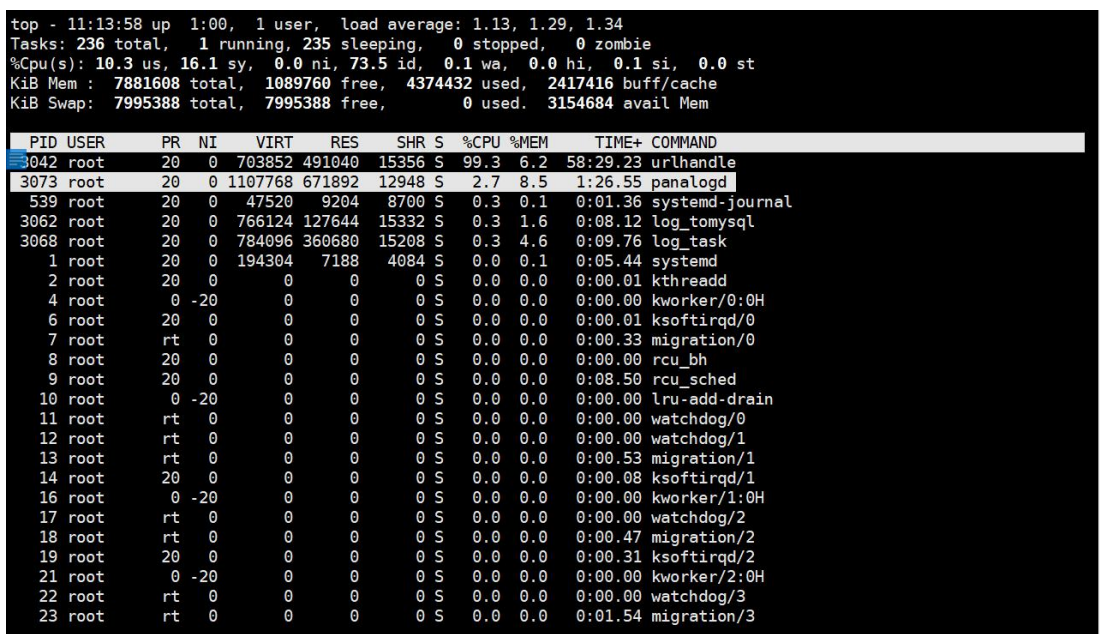 top - 11:13:58 up  1:00,  1 user,  load average: 1.13, 1.29, 1.34
Tasks: 236 total,   1 running, 235 sleeping,   0 stopped,   0 zombie
%Cpu(s): 10.3 us, 16.1 sy,  0.0 ni, 73.5 id,  0.1 wa,  0.0 hi,  0.1 si,  0.0 st
KiB Mem :  7881608 total,  1089760 free,  4374432 used,  2417416 buff/cache
KiB Swap:  7995388 total,  7995388 free,        0 used.  3154684 avail Mem
PID USER      PR  NI    VIRT    RES    SHR S  %CPU %MEM     TIME+ COMMAND
3042 root      20   0  703852 491040  15356 S  99.3  6.2  58:29.23 urlhandle
3073 root      20   0 1107768 671892  12948 S   2.7  8.5   1:26.55 panalogd
539 root      20   0   47520   9204   8700 S   0.3  0.1   0:01.36 systemd-journal
3062 root      20   0  766124 127644  15332 S   0.3  1.6   0:08.12 log_tomysql
3068 root      20   0  784096 360680  15208 S   0.3  4.6   0:09.76 log_task
1 root      20   0  194304   7188   4084 S   0.0  0.1   0:05.44 systemd
2 root      20   0       0      0      0 S   0.0  0.0   0:00.01 kthreadd
4 root       0 -20       0      0      0 S   0.0  0.0   0:00.00 kworker/0:0H
6 root      20   0       0      0      0 S   0.0  0.0   0:00.01 ksoftirqd/0
7 root      rt   0       0      0      0 S   0.0  0.0   0:00.33 migration/0
8 root      20   0       0      0      0 S   0.0  0.0   0:00.00 rcu_bh
9 root      20   0       0      0      0 S   0.0  0.0   0:08.50 rcu_sched
10 root       0 -20       0      0      0 S   0.0  0.0   0:00.00 lru-add-drain
11 root      rt   0       0      0      0 S   0.0  0.0   0:00.00 watchdog/0
12 root      rt   0       0      0      0 S   0.0  0.0   0:00.00 watchdog/1
13 root      rt   0       0      0      0 S   0.0  0.0   0:00.53 migration/1
14 root      20   0       0      0      0 S   0.0  0.0   0:00.08 ksoftirqd/1
16 root       0 -20       0      0      0 S   0.0  0.0   0:00.00 kworker/1:0H
17 root      rt   0       0      0      0 S   0.0  0.0   0:00.00 watchdog/2
18 root      rt   0       0      0      0 S   0.0  0.0   0:00.47 migration/2
19 root      20   0       0      0      0 S   0.0  0.0   0:00.31 ksoftirqd/2
21 root       0 -20       0      0      0 S   0.0  0.0   0:00.00 kworker/2:0H
22 root      rt   0       0      0      0 S   0.0  0.0   0:00.00 watchdog/3
23 root      rt   0       0      0      0 S   0.0  0.0   0:01.54 migration/3